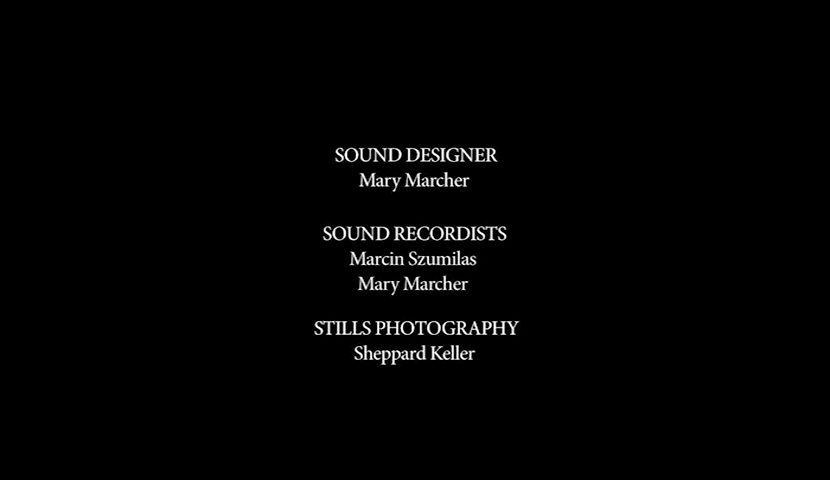 SOUND DESIGNER
Mary Marcher
SOUND RECORDISTS
Marcin Szumilas
Mary Marcher
STILLS PHOTOGRAPHY
Sheppard Keller